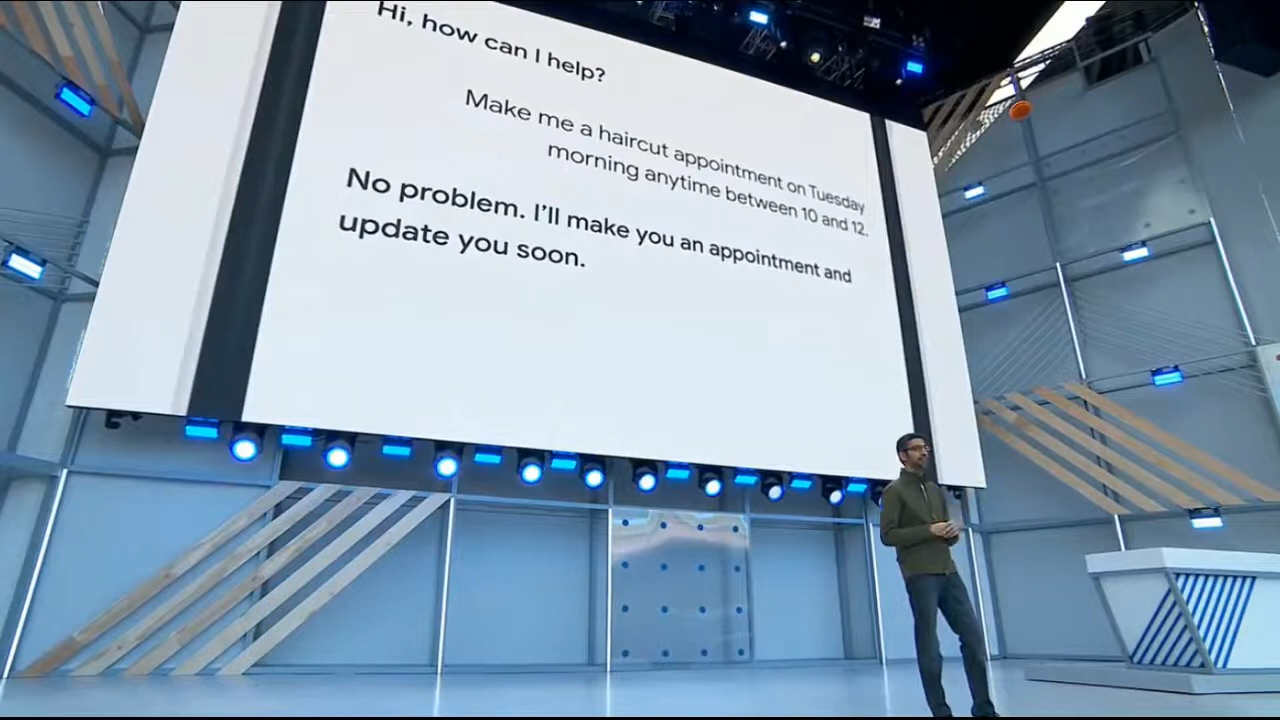 Hi, how can I help?
Make me a haircut appointment on Tuesday
morning anytime between 10 and 12.
No problem. I'll make you an appointment and
update you soon.